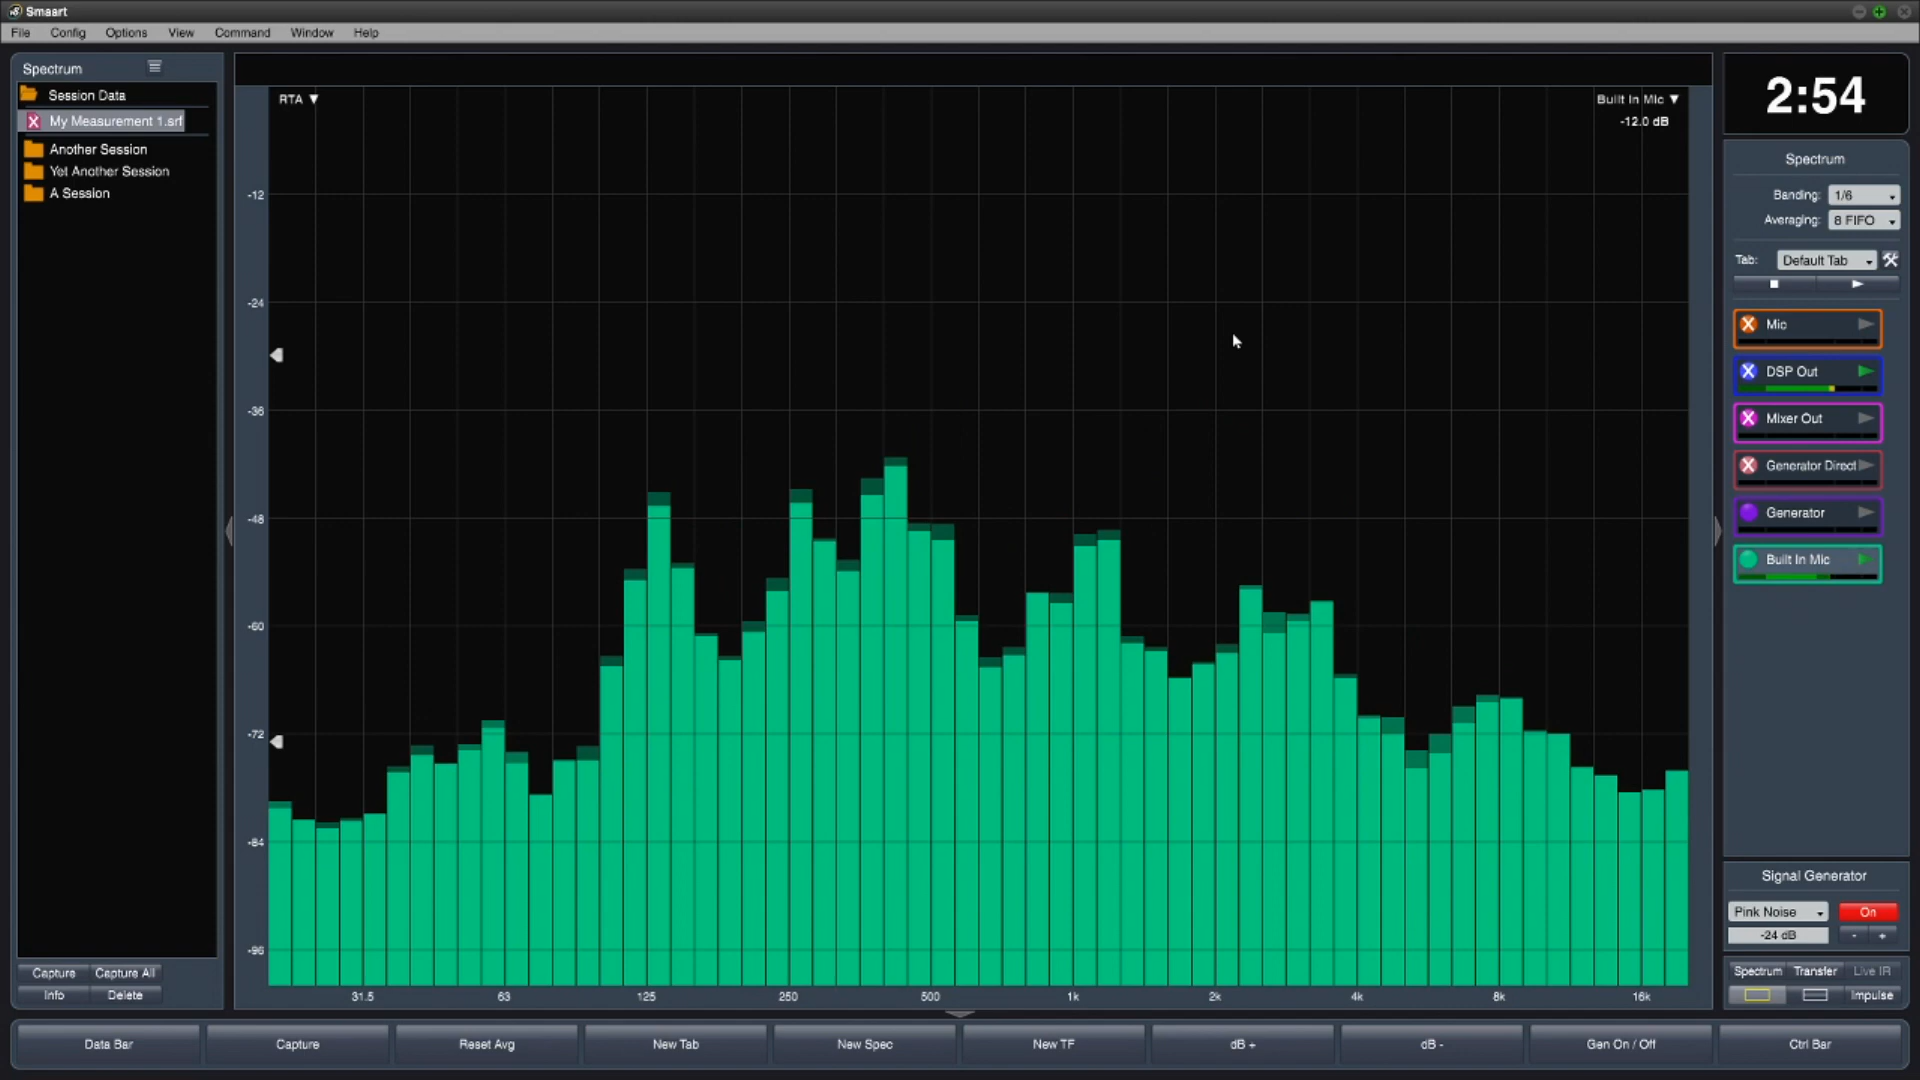 Smaart
File Config Options View Command Window Help
Spectrum
Session Data
My Measurement 1.srf
Another Session
Yet Another Session
A Session
Capture Capture All
Info Delete
RTA ▼
Built In Mic ▼
-12.0 dB
-12
-24
-36
-48
-60
-72
-84
-96
31.5 63 125 250 500 1k 2k 4k 8k 16k
2:54
Spectrum
Banding: 1/6
Averaging: 8 FIFO
Tab: Default Tab
Mic
DSP Out
Mixer Out
Generator Direct
Generator
Built In Mic
Signal Generator
Pink Noise On
-24 dB - +
Spectrum Transfer Live IR
Impulse
Data Bar Capture Reset Avg New Tab New Spec New TF dB + dB - Gen On / Off Ctrl Bar